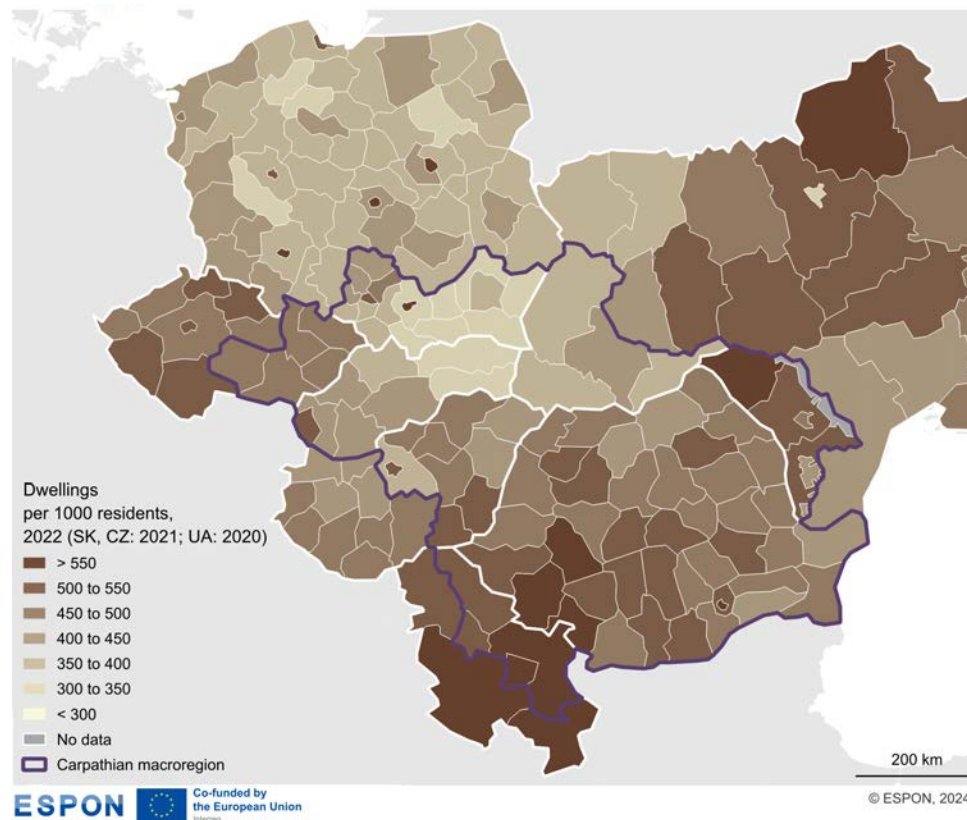 Dwellings
per 1000 residents,
2022 (SK, CZ: 2021; UA: 2020)
> 550
500 to 550
450 to 500
400 to 450
350 to 400
300 to 350
< 300
No data
Carpathian macroregion
200 km
ESPON
Co-funded by
the European Union
Interreg
© ESPON, 2024